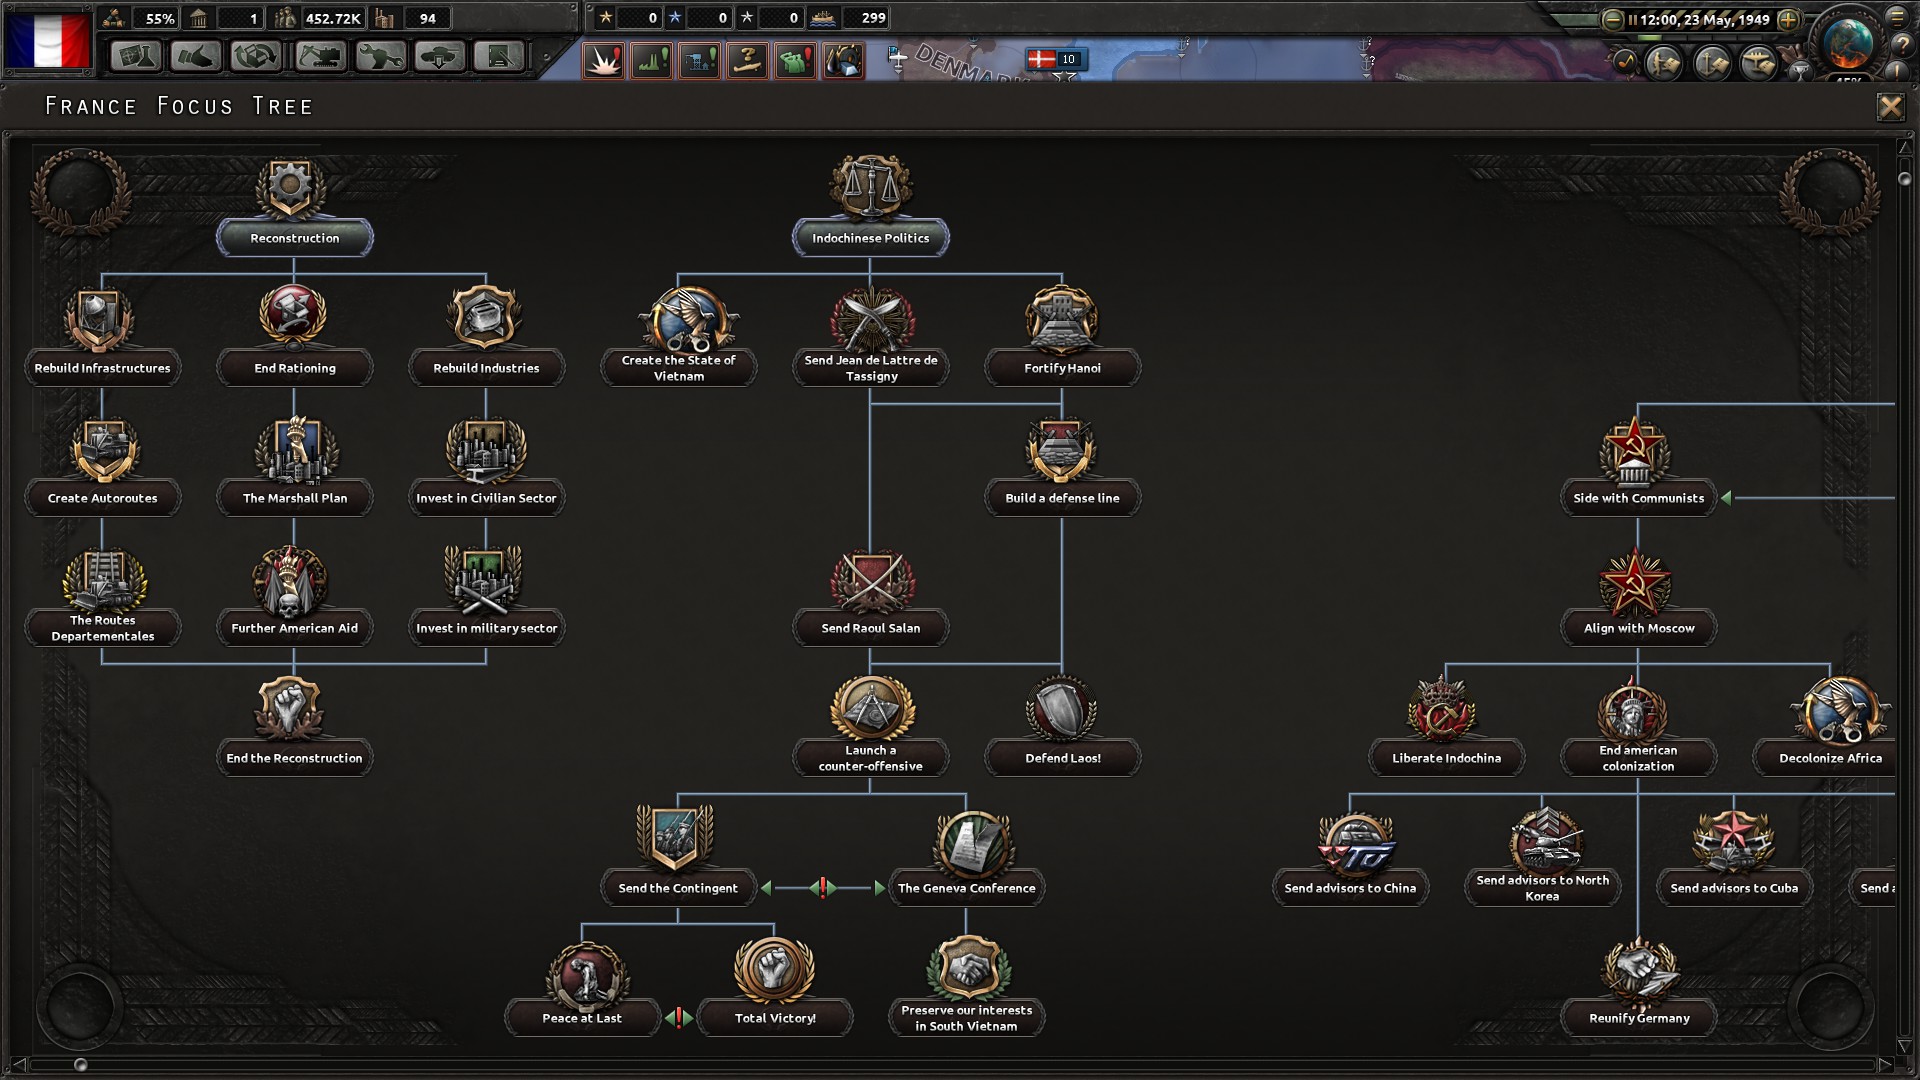 55%
1
452.72K
94
0
0
0
299
12:00, 23 May, 1949
DENMARK
10
45%
France Focus Tree
Reconstruction
Indochinese Politics
Rebuild Infrastructures
End Rationing
Rebuild Industries
Create the State of
Vietnam
Send Jean de Lattre de
Tassigny
Fortify Hanoi
Create Autoroutes
The Marshall Plan
Invest in Civilian Sector
Build a defense line
Side with Communists
The Routes
Departementales
Further American Aid
Invest in military sector
Send Raoul Salan
Align with Moscow
End the Reconstruction
Launch a
counter-offensive
Defend Laos!
Liberate Indochina
End american
colonization
Decolonize Africa
Send the Contingent
The Geneva Conference
Send advisors to China
Send advisors to North
Korea
Send advisors to Cuba
Send a
Peace at Last
Total Victory!
Preserve our interests
in South Vietnam
Reunify Germany